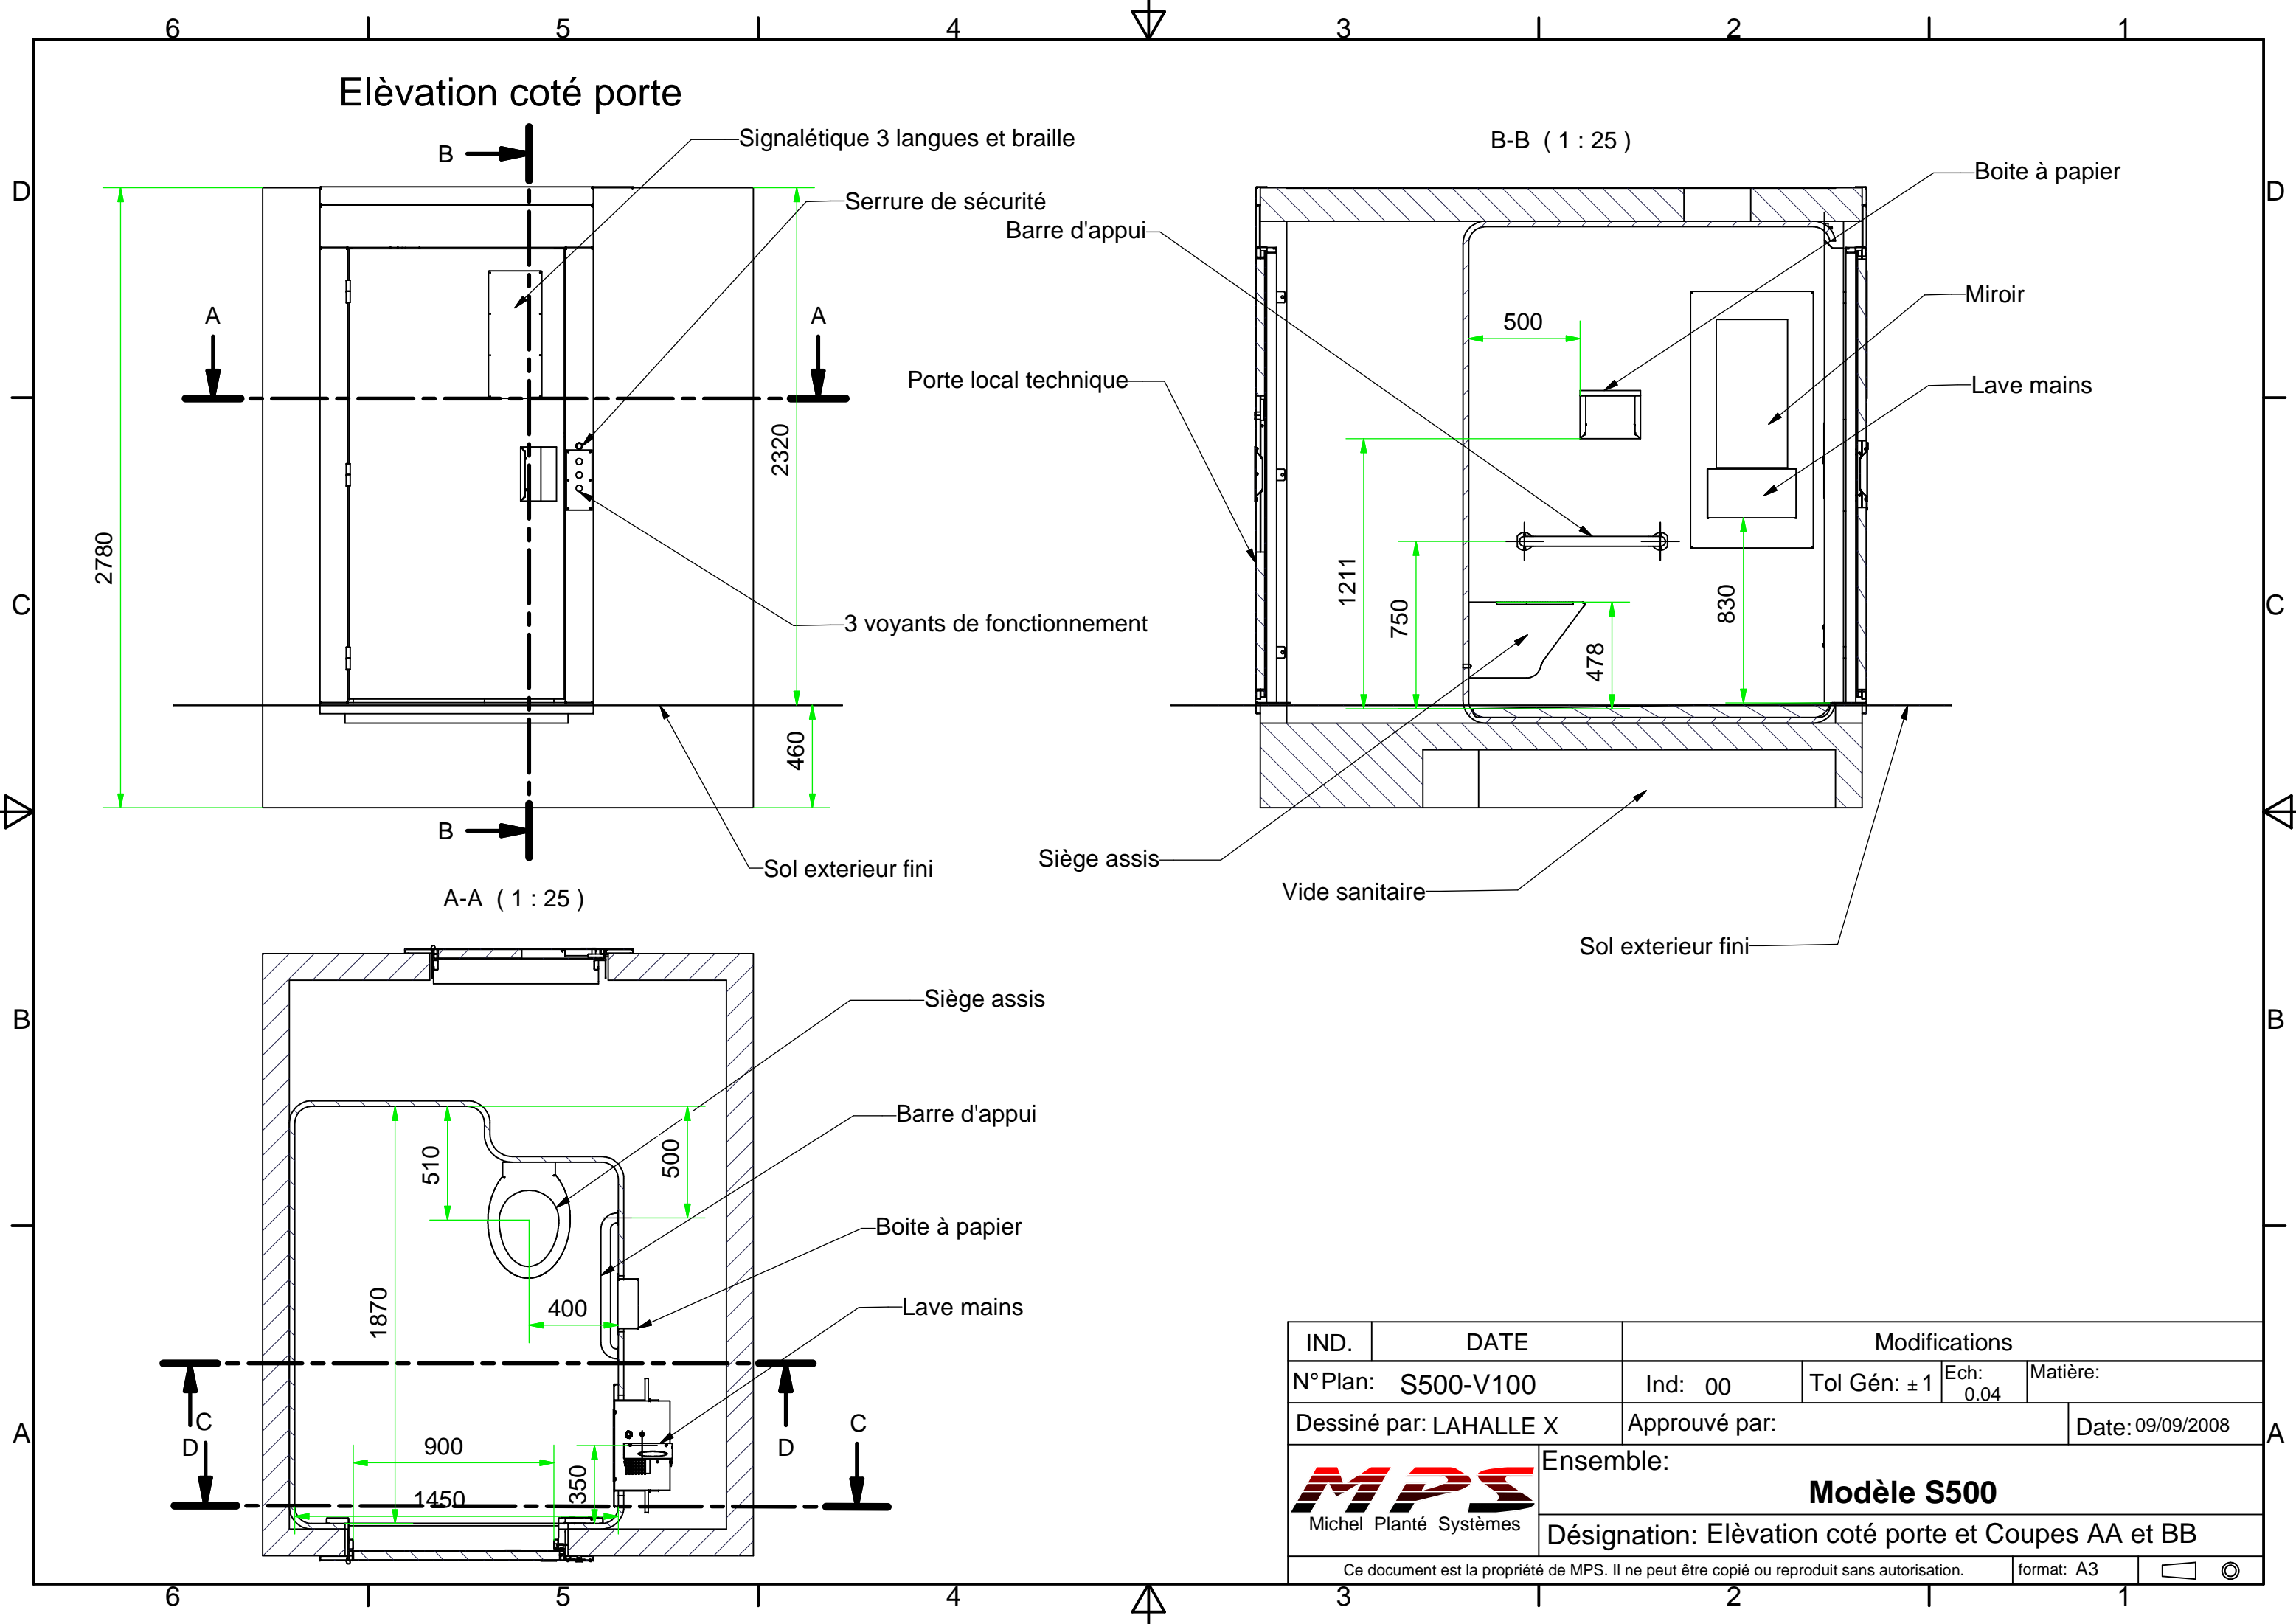 6 5 4 3 2 1
Elèvation coté porte
B
Signalétique 3 langues et braille
B-B ( 1 : 25 )
Boite à papier
D
D
Serrure de sécurité
Barre d'appui
Miroir
A
A
500
Porte local technique
Lave mains
2320
2780
1211
750
830
C
C
3 voyants de fonctionnement
478
460
B
Sol exterieur fini
Siège assis
Vide sanitaire
A-A ( 1 : 25 )
Sol exterieur fini
Siège assis
B
B
Barre d'appui
510
500
Boite à papier
1870
400
Lave mains
C
D
D
C
A
A
900
350
1450
IND. DATE Modifications
N°Plan: S500-V100 Ind: 00 Tol Gén: ±1 Ech: 0.04 Matière:
Dessiné par: LAHALLE X Approuvé par: Date: 09/09/2008
MPS
Michel Planté Systèmes
Ensemble:
Modèle S500
Désignation: Elèvation coté porte et Coupes AA et BB
Ce document est la propriété de MPS. Il ne peut être copié ou reproduit sans autorisation. format: A3
6 5 4 3 2 1